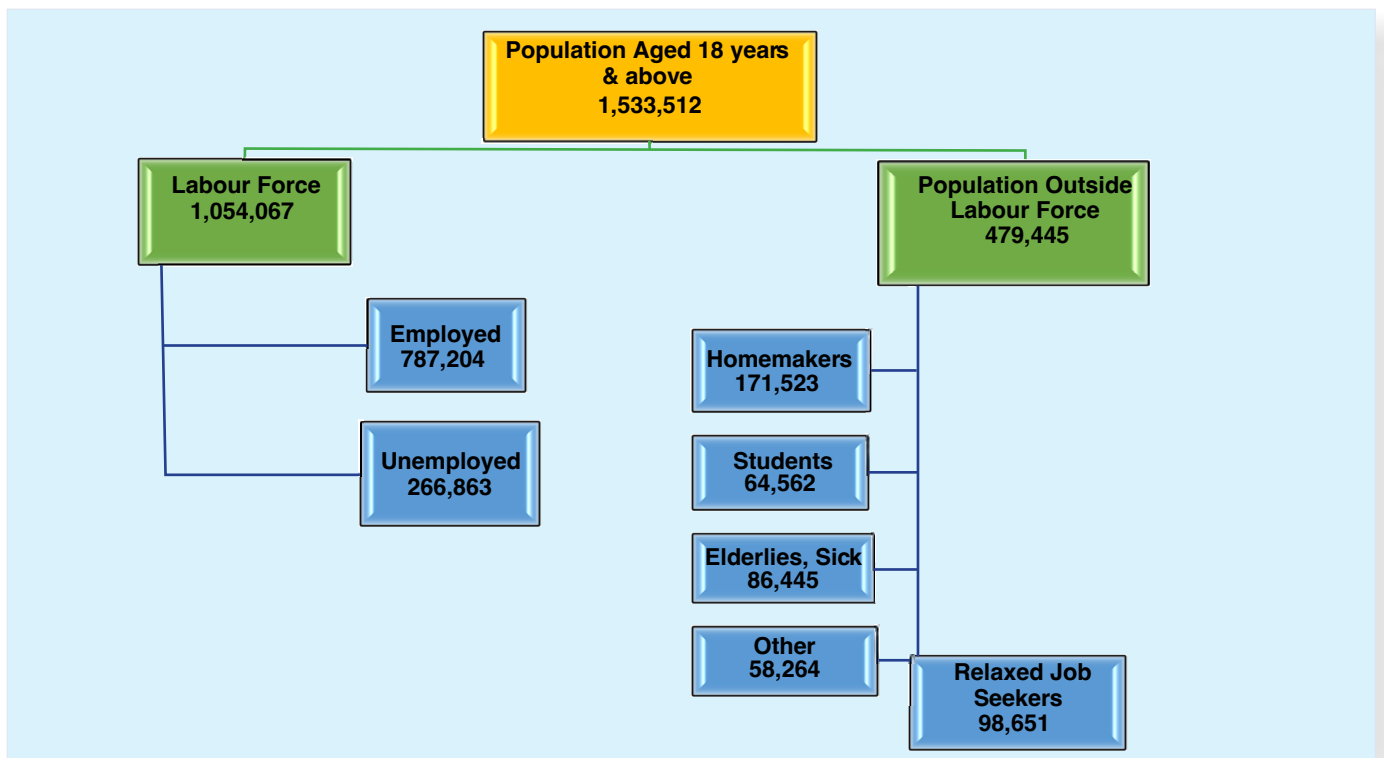 Population Aged 18 years
& above
1,533,512
Labour Force
1,054,067
Population Outside
Labour Force
479,445
Employed
787,204
Unemployed
266,863
Homemakers
171,523
Students
64,562
Elderlies, Sick
86,445
Other
58,264
Relaxed Job
Seekers
98,651